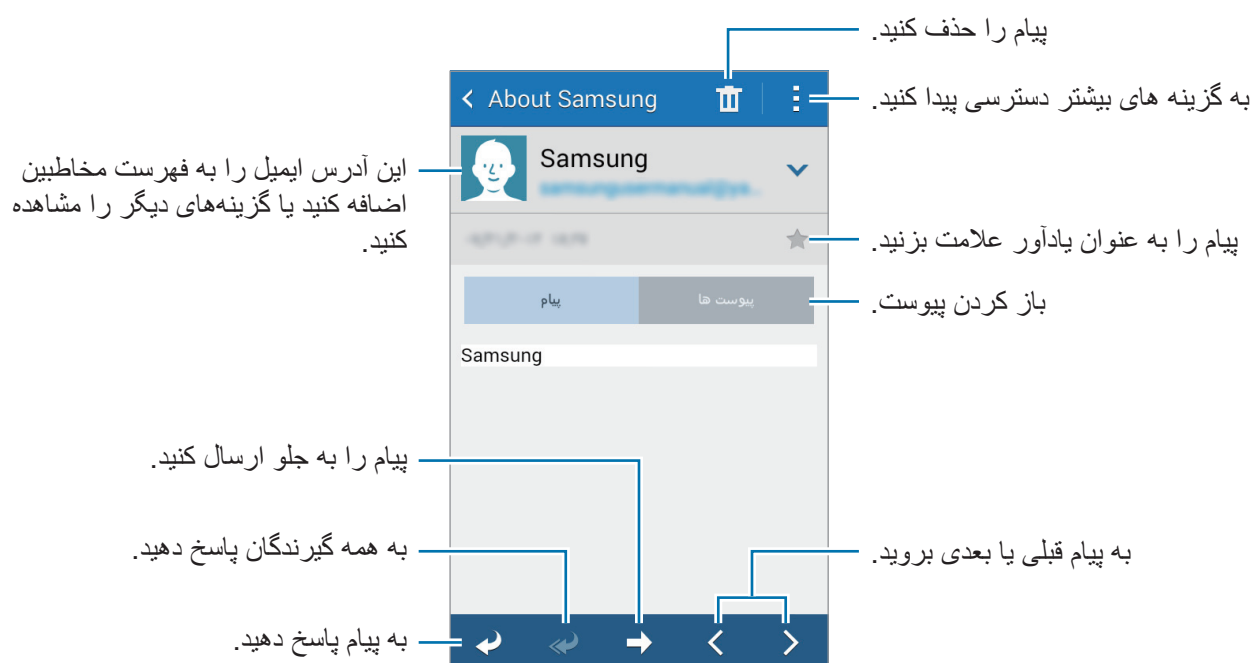 پیام را حذف کنید.
About Samsung
به گزینه های بیشتر دسترسی پیدا کنید.
Samsung
این آدرس ایمیل را به فهرست مخاطبین
اضافه کنید یا گزینه‌های دیگر را مشاهده
کنید.
پیام را به عنوان یادآور علامت بزنید.
پیوست ها
پیام
باز کردن پیوست.
Samsung
پیام را به جلو ارسال کنید.
به همه گیرندگان پاسخ دهید.
به پیام قبلی یا بعدی بروید.
به پیام پاسخ دهید.